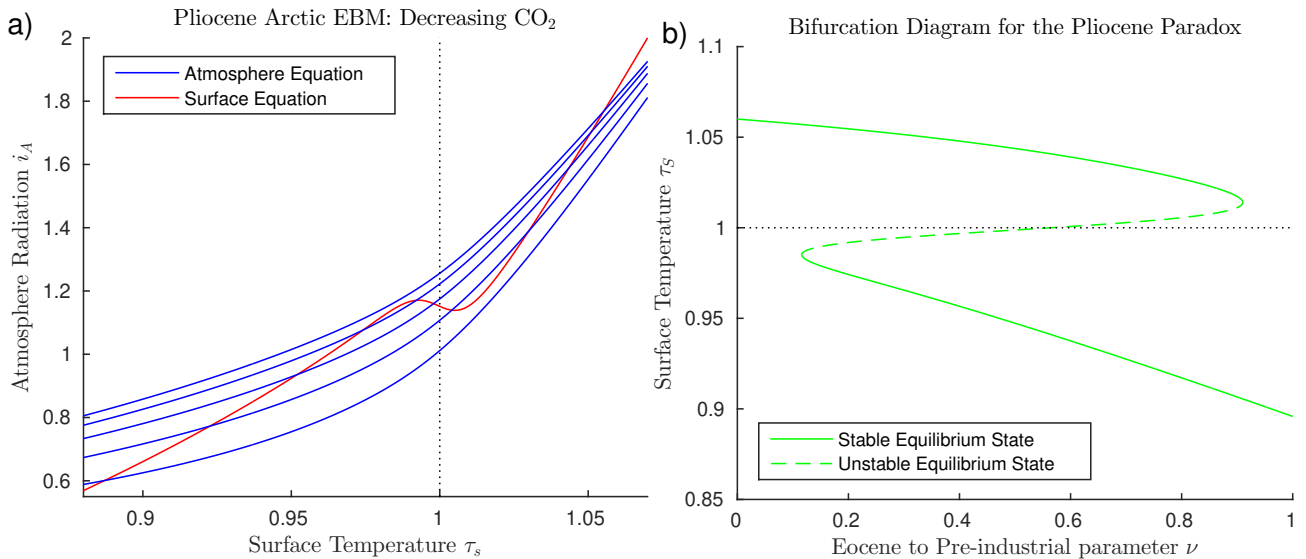 a)
Pliocene Arctic EBM: Decreasing CO₂
Atmosphere Equation
Surface Equation
2
1.8
1.6
1.4
1.2
1
0.8
0.6
Atmosphere Radiation i_A
0.9
0.95
1
1.05
Surface Temperature τ_s
b)
Bifurcation Diagram for the Pliocene Paradox
1.1
1.05
1
0.95
0.9
0.85
Surface Temperature τ_S
Stable Equilibrium State
Unstable Equilibrium State
0
0.2
0.4
0.6
0.8
1
Eocene to Pre-industrial parameter ν